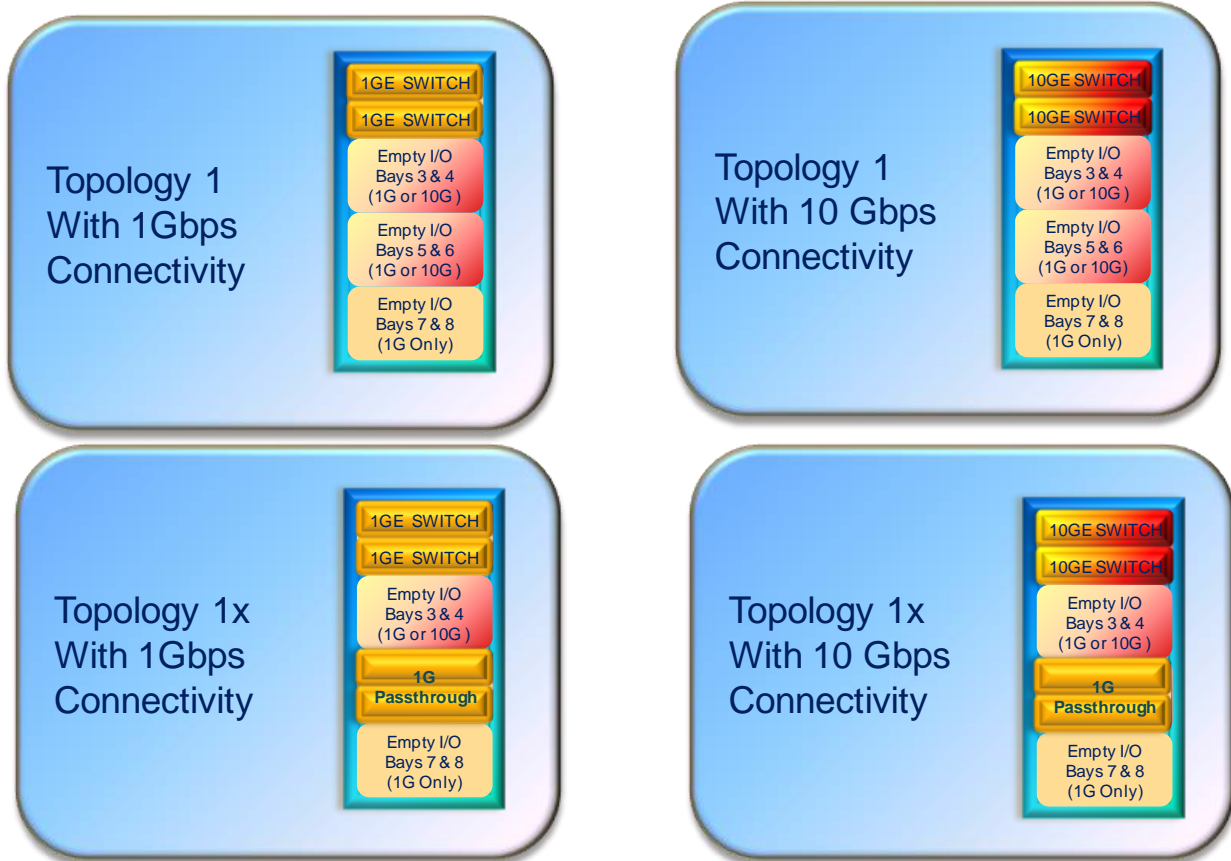 Topology 1
With 1Gbps
Connectivity
1GE SWITCH
1GE SWITCH
Empty I/O
Bays 3 & 4
(1G or 10G )
Empty I/O
Bays 5 & 6
(1G or 10G )
Empty I/O
Bays 7 & 8
(1G Only)
Topology 1
With 10 Gbps
Connectivity
10GE SWITCH
10GE SWITCH
Empty I/O
Bays 3 & 4
(1G or 10G )
Empty I/O
Bays 5 & 6
(1G or 10G)
Empty I/O
Bays 7 & 8
(1G Only)
Topology 1x
With 1Gbps
Connectivity
1GE SWITCH
1GE SWITCH
Empty I/O
Bays 3 & 4
(1G or 10G )
1G
Passthrough
Empty I/O
Bays 7 & 8
(1G Only)
Topology 1x
With 10 Gbps
Connectivity
10GE SWITCH
10GE SWITCH
Empty I/O
Bays 3 & 4
(1G or 10G )
1G
Passthrough
Empty I/O
Bays 7 & 8
(1G Only)